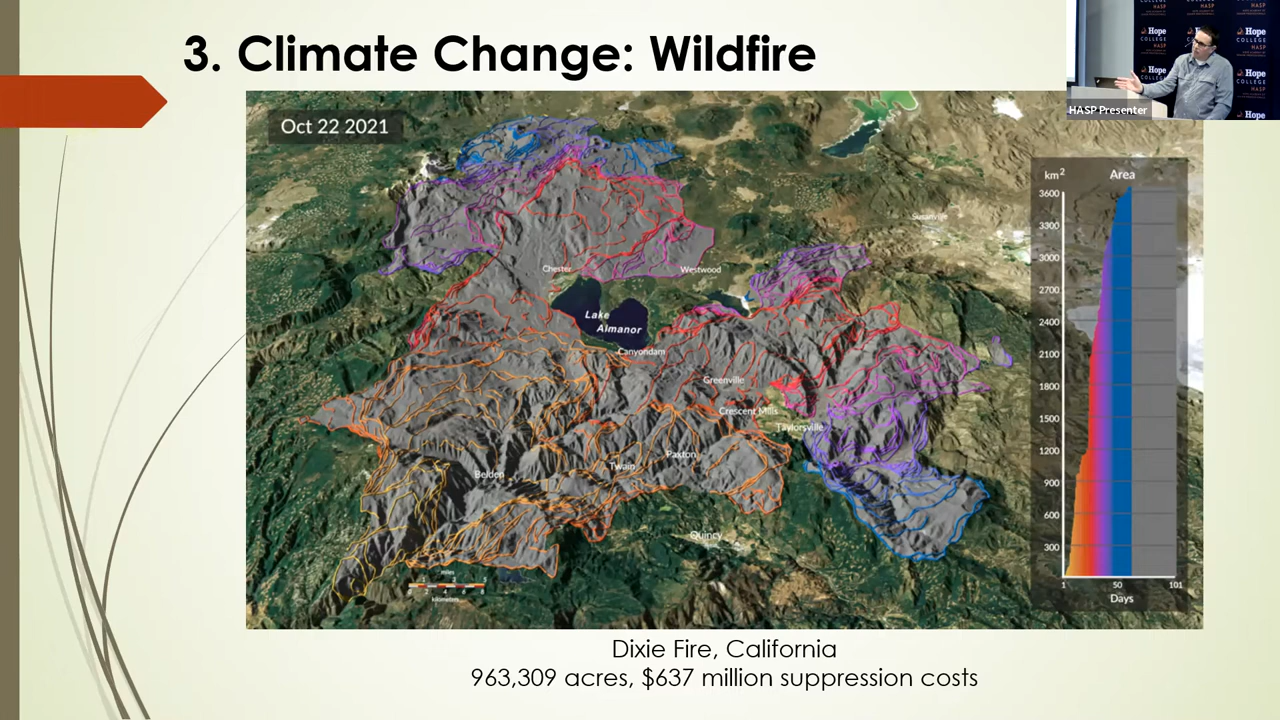 3. Climate Change: Wildfire
HASP Presenter
Hope
COLLEGE
HASP
Oct 22 2021
km²
Area
3600
3300
3000
2700
2400
2100
1800
1500
1200
900
600
300
1
50
101
Days
Susanville
Chester
Westwood
Lake
Almanor
Canyondam
Greenville
Crescent Mills
Taylorsville
Paxton
Twain
Belden
Quincy
miles
kilometers
Dixie Fire, California
963,309 acres, $637 million suppression costs